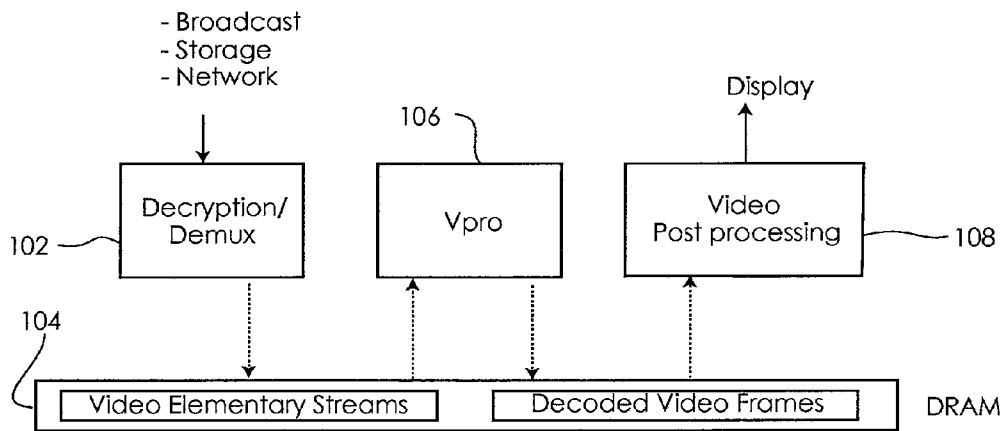 - Broadcast
- Storage
- Network
Display
106
Decryption/
Demux
Vpro
Video
Post processing
102
108
104
Video Elementary Streams
Decoded Video Frames
DRAM